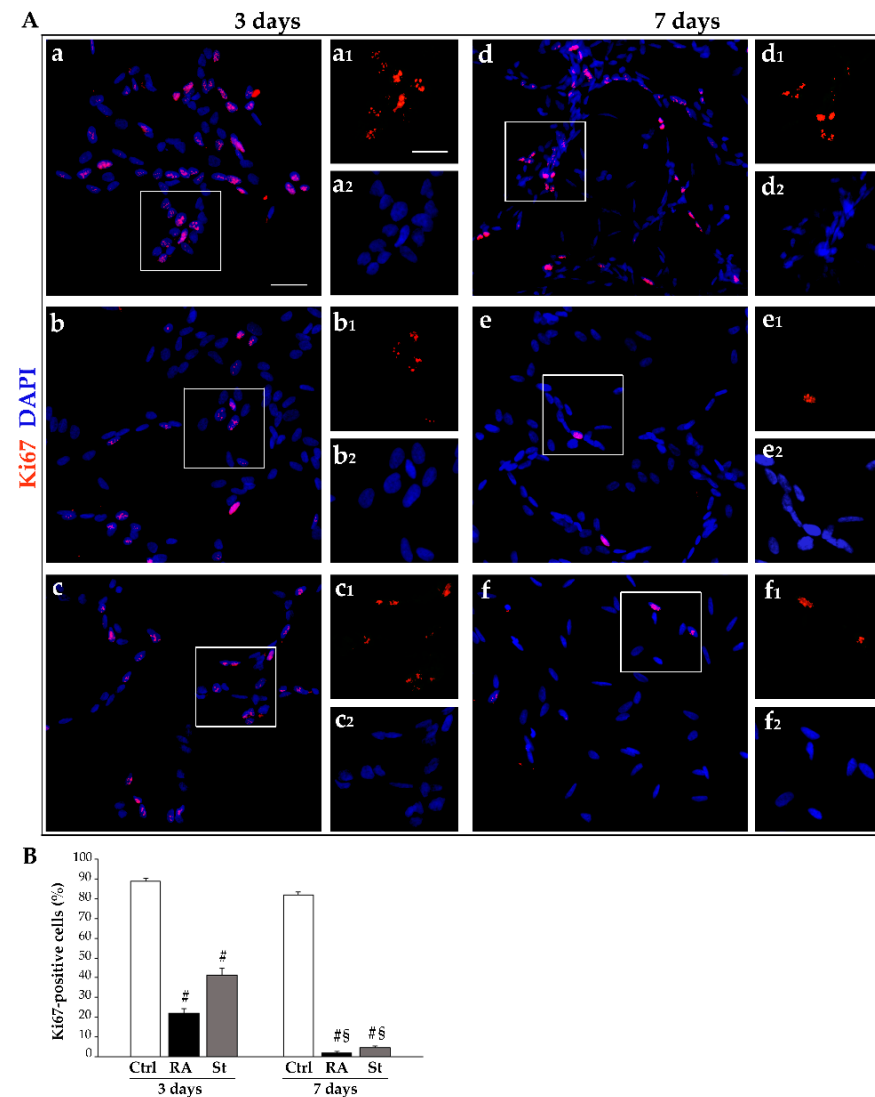 A
3 days
7 days
a
a1
d
d1
a2
d2
b
b1
e
e1
b2
e2
c
c1
f
f1
c2
f2
Ki67 DAPI
B
Ki67-positive cells (%)
100
90
80
70
60
50
40
30
20
10
0
#
#
#§
#§
Ctrl RA St Ctrl RA St
3 days 7 days